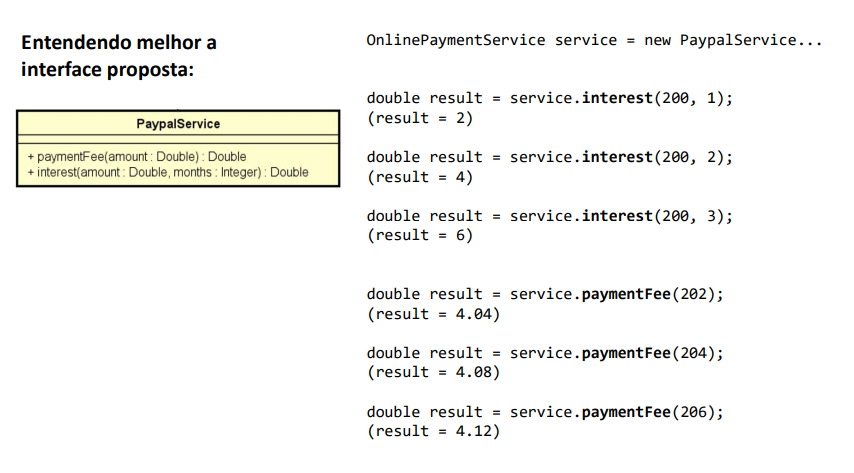 Entendendo melhor a
interface proposta:
PaypalService
+ paymentFee(amount : Double) : Double
+ interest(amount : Double, months : Integer) : Double
OnlinePaymentService service = new PaypalService...
double result = service.interest(200, 1);
(result = 2)
double result = service.interest(200, 2);
(result = 4)
double result = service.interest(200, 3);
(result = 6)
double result = service.paymentFee(202);
(result = 4.04)
double result = service.paymentFee(204);
(result = 4.08)
double result = service.paymentFee(206);
(result = 4.12)